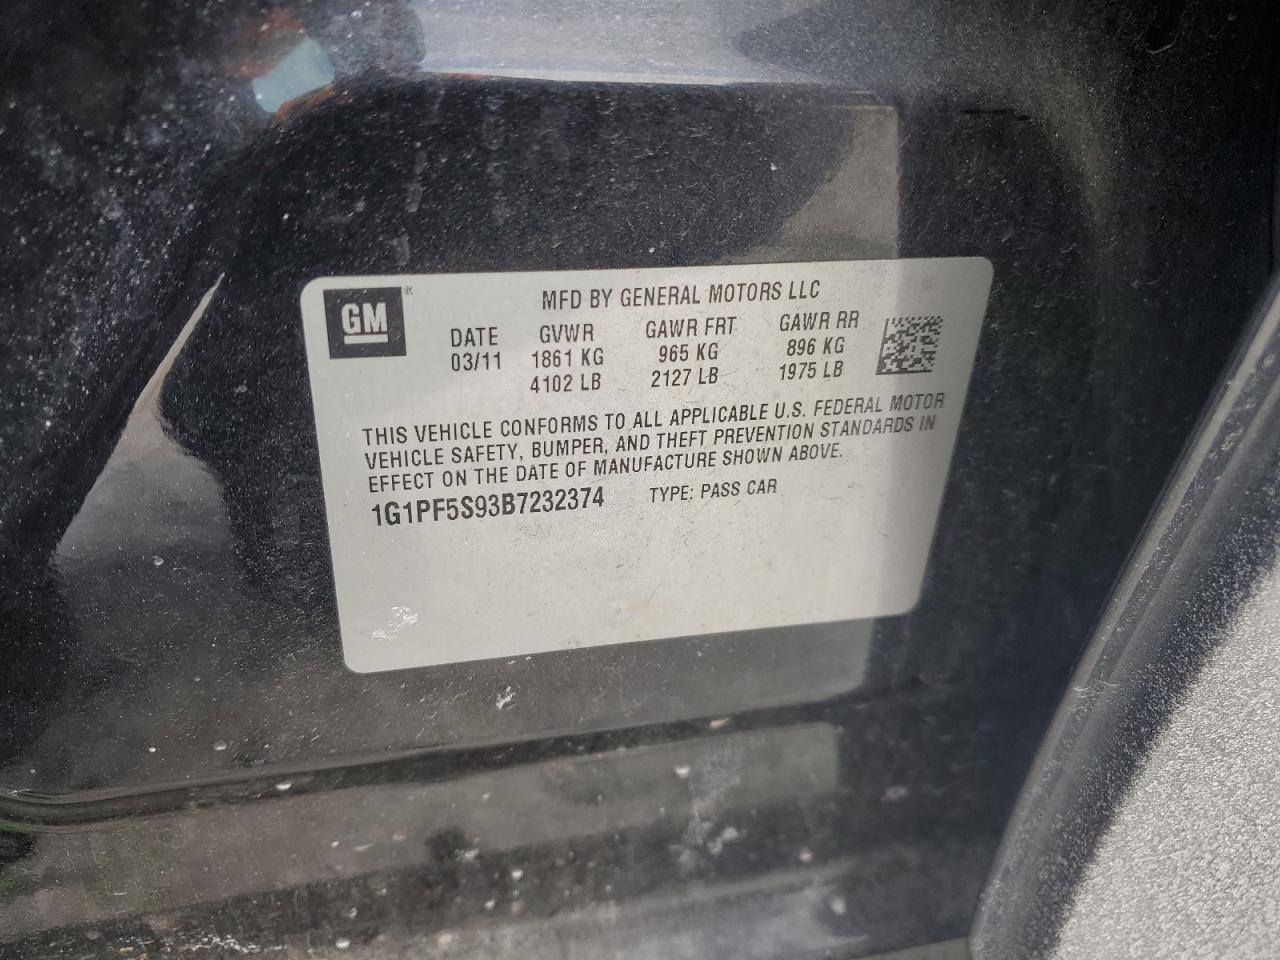 GM
MFD BY GENERAL MOTORS LLC
DATE GVWR GAWR FRT GAWR RR
03/11 1861 KG 965 KG 896 KG
4102 LB 2127 LB 1975 LB
THIS VEHICLE CONFORMS TO ALL APPLICABLE U.S. FEDERAL MOTOR
VEHICLE SAFETY, BUMPER, AND THEFT PREVENTION STANDARDS IN
EFFECT ON THE DATE OF MANUFACTURE SHOWN ABOVE.
1G1PF5S93B7232374 TYPE: PASS CAR